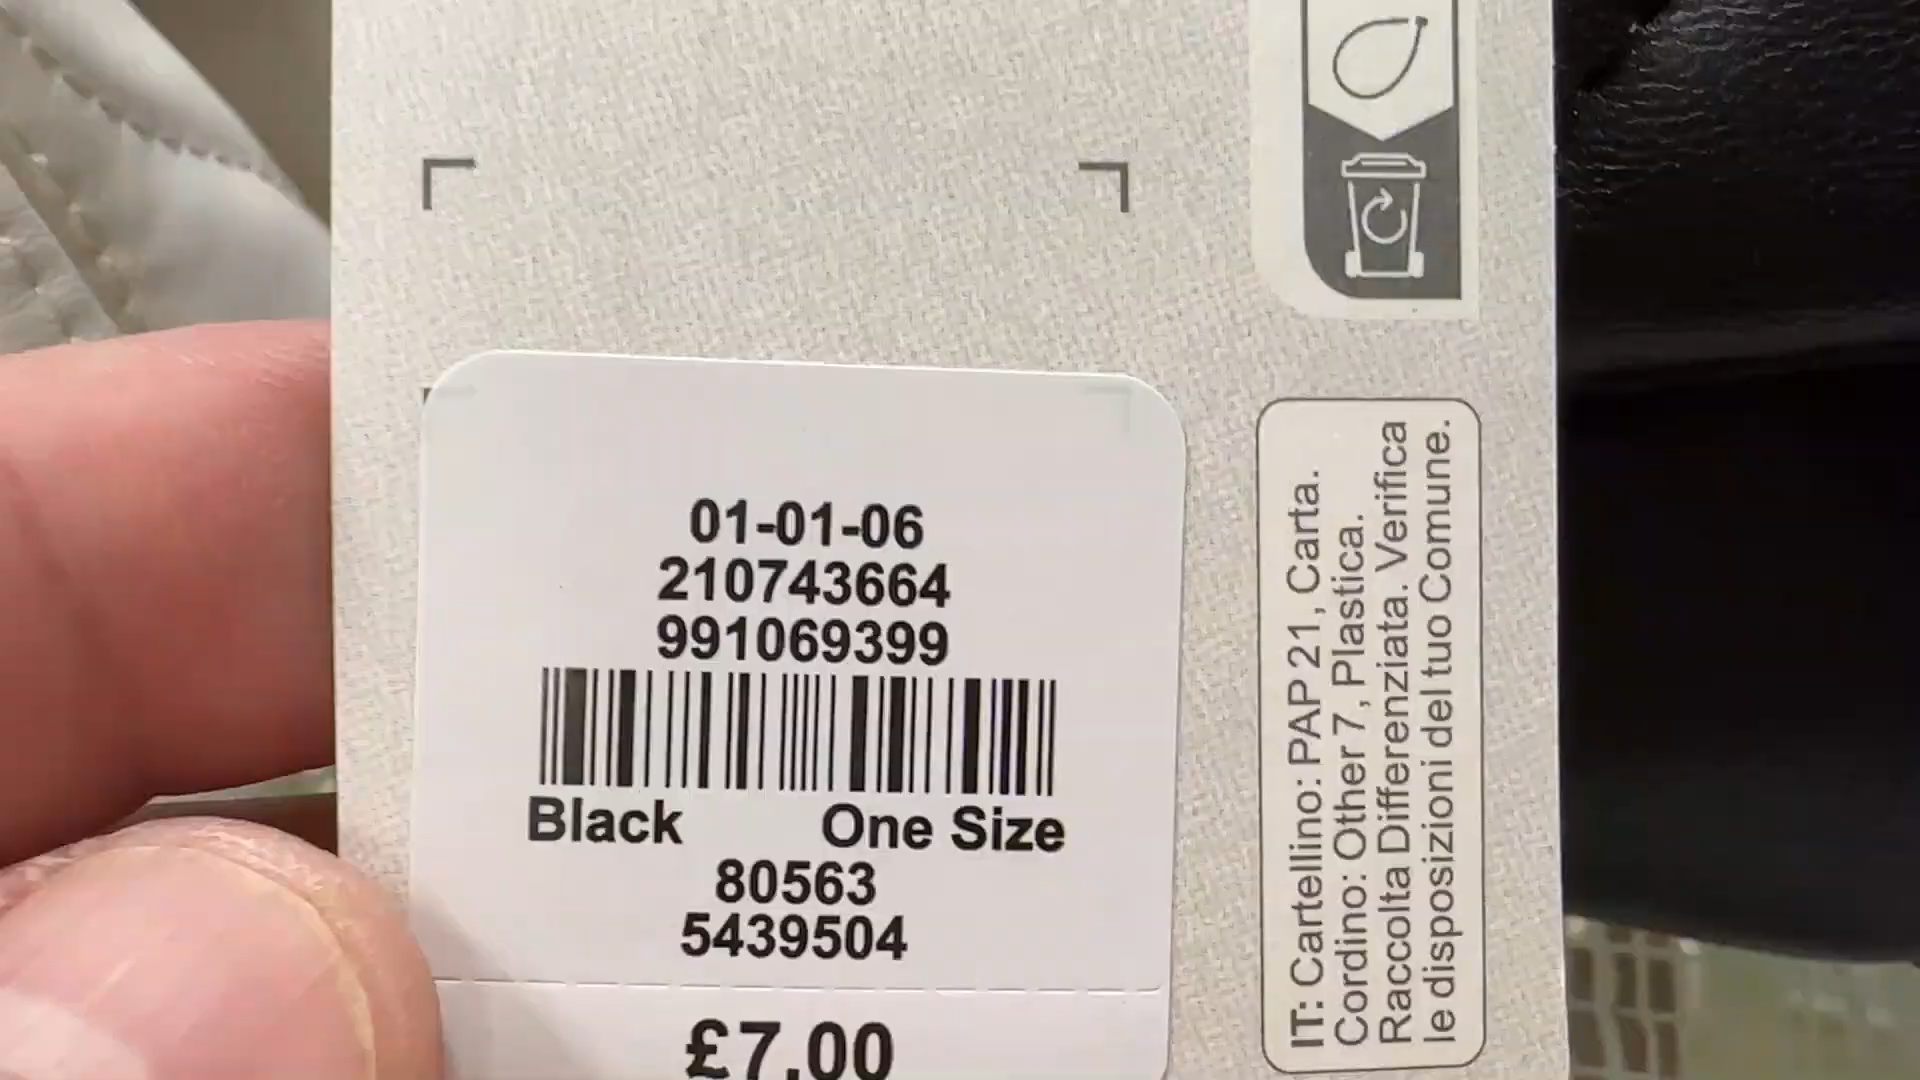 01-01-06
210743664
991069399
Black One Size
80563
5439504
£7.00
IT: Cartellino: PAP 21, Carta.
Cordino: Other 7, Plastica.
Raccolta Differenziata. Verifica
le disposizioni del tuo Comune.